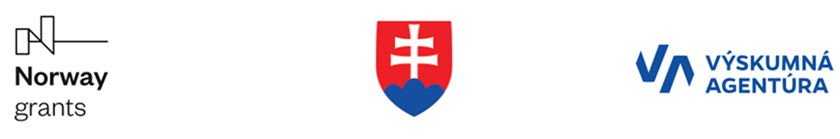 Norway
grants
VÝSKUMNÁ
AGENTÚRA